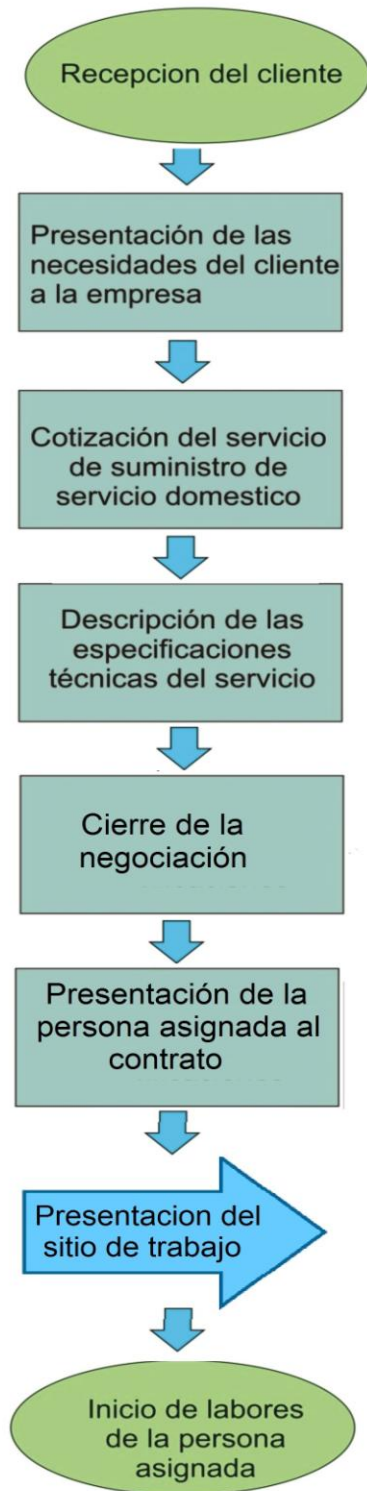 Recepcion del cliente
Presentación de las
necesidades del cliente
a la empresa
Cotización del servicio
de suministro de
servicio domestico
Descripción de las
especificaciones
técnicas del servicio
Cierre de la
negociación
Presentación de la
persona asignada al
contrato
Presentacion del
sitio de trabajo
Inicio de labores
de la persona
asignada